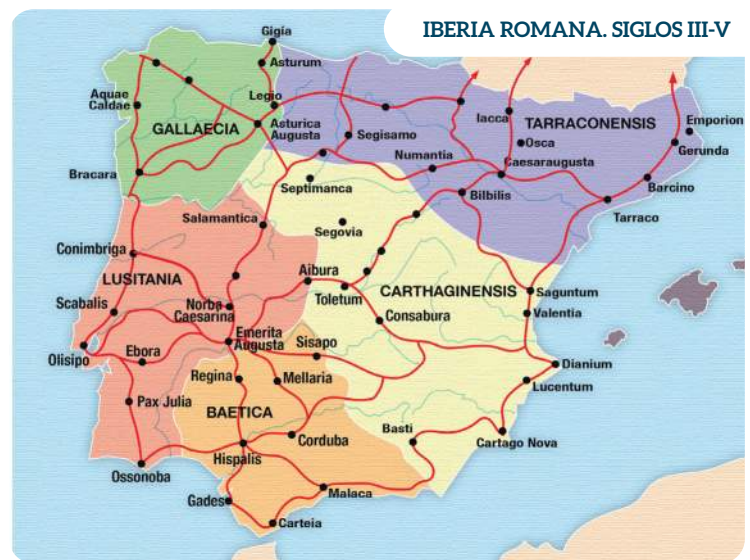 IBERIA ROMANA. SIGLOS III-V
Gigía
Asturum
Aquae
Caldae
Legio
GALLAECIA
Asturica
Augusta
Segisamo
Iacca
TARRACONENSIS
Emporion
Osca
Gerunda
Numantia
Caesaraugusta
Bracara
Septimanca
Bilbilis
Barcino
Salamantica
Segovia
Tarraco
Conimbriga
LUSITANIA
Aibura
CARTHAGINENSIS
Saguntum
Scabalis
Norba
Caesarina
Toletum
Consabura
Valentia
Olisipo
Ebora
Emerita
Augusta
Sisapo
Dianium
Regina
Mellaria
Lucentum
Pax Julia
BAETICA
Basti
Corduba
Cartago Nova
Hispalis
Ossonoba
Gades
Malaca
Carteia